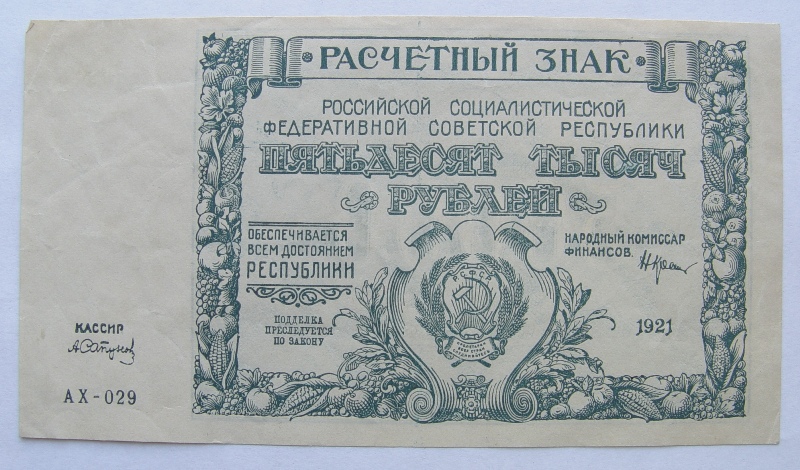 РАСЧЕТНЫЙ ЗНАК
РОССИЙСКОЙ СОЦИАЛИСТИЧЕСКОЙ
ФЕДЕРАТИВНОЙ СОВЕТСКОЙ РЕСПУБЛИКИ
ПЯТЬДЕСЯТ ТЫСЯЧ
РУБЛЕЙ
ОБЕСПЕЧИВАЕТСЯ
ВСЕМ ДОСТОЯНИЕМ
РЕСПУБЛИКИ
НАРОДНЫЙ КОМИССАР
ФИНАНСОВ
ПОДДЕЛКА
ПРЕСЛЕДУЕТСЯ
ПО ЗАКОНУ
1921
КАССИР
АХ-029